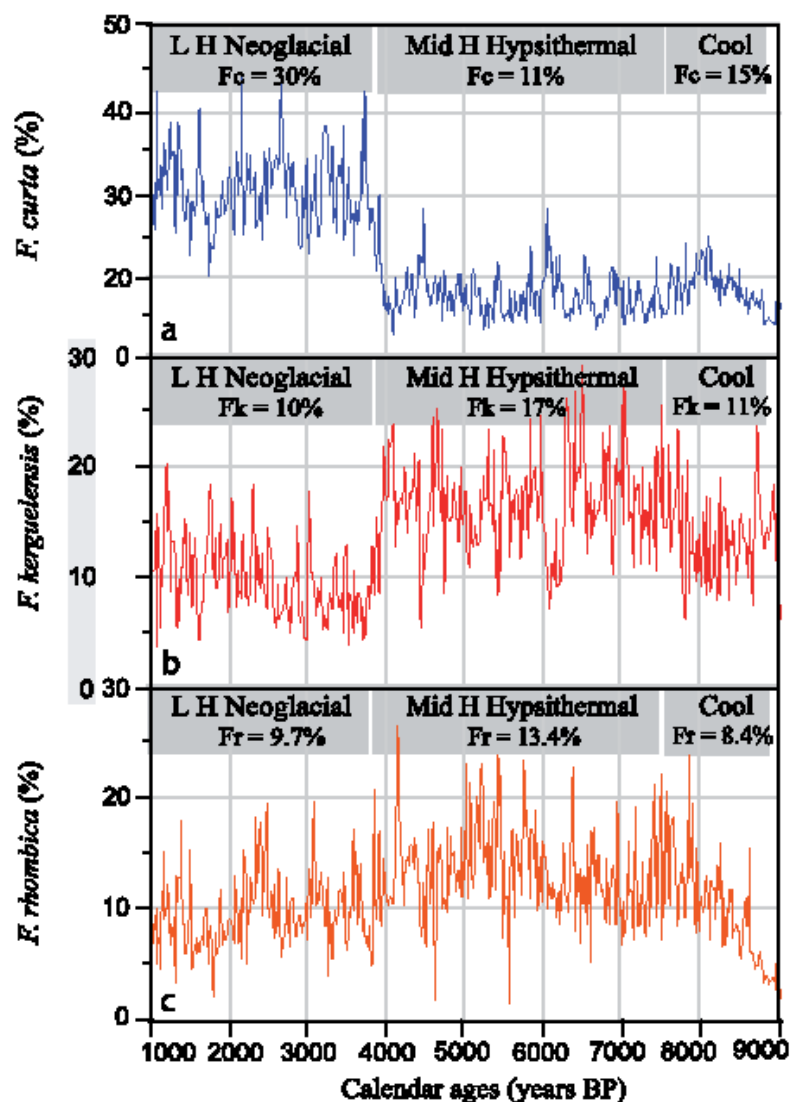 50
40
30
20
0
F. curta (%)
L H Neoglacial
Fc = 30%
Mid H Hypsithermal
Fc = 11%
Cool
Fc = 15%
a
30
20
10
0
F. kerguelensis (%)
L H Neoglacial
Fk = 10%
Mid H Hypsithermal
Fk = 17%
Cool
Fk = 11%
b
30
20
10
0
F. rhombica (%)
L H Neoglacial
Fr = 9.7%
Mid H Hypsithermal
Fr = 13.4%
Cool
Fr = 8.4%
c
1000 2000 3000 4000 5000 6000 7000 8000 9000
Calendar ages (years BP)